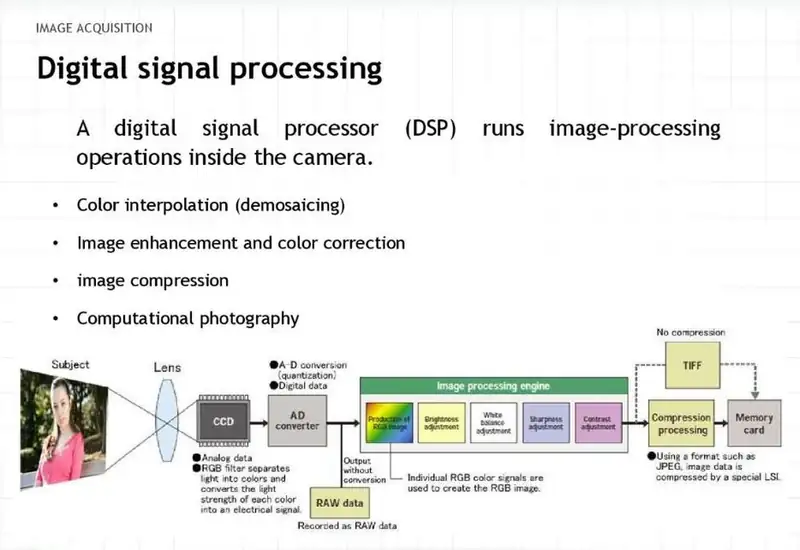 IMAGE ACQUISITION
Digital signal processing
A digital signal processor (DSP) runs image-processing
operations inside the camera.
• Color interpolation (demosaicing)
• Image enhancement and color correction
• image compression
• Computational photography
Subject
Lens
CCD
●Analog data
●RGB filter separates
light into colors and
converts the light
strength of each color
into an electrical signal.
●A-D conversion
(quantization)
●Digital data
AD
converter
Output
without
conversion
RAW data
Recorded as RAW data
Image processing engine
Production of
RGB image
Brightness
adjustment
White
balance
adjustment
Sharpness
adjustment
Contrast
adjustment
Individual RGB color signals are
used to create the RGB image.
No compression
TIFF
Compression
processing
Memory
card
●Using a format such as
JPEG, image data is
compressed by a special LSI.